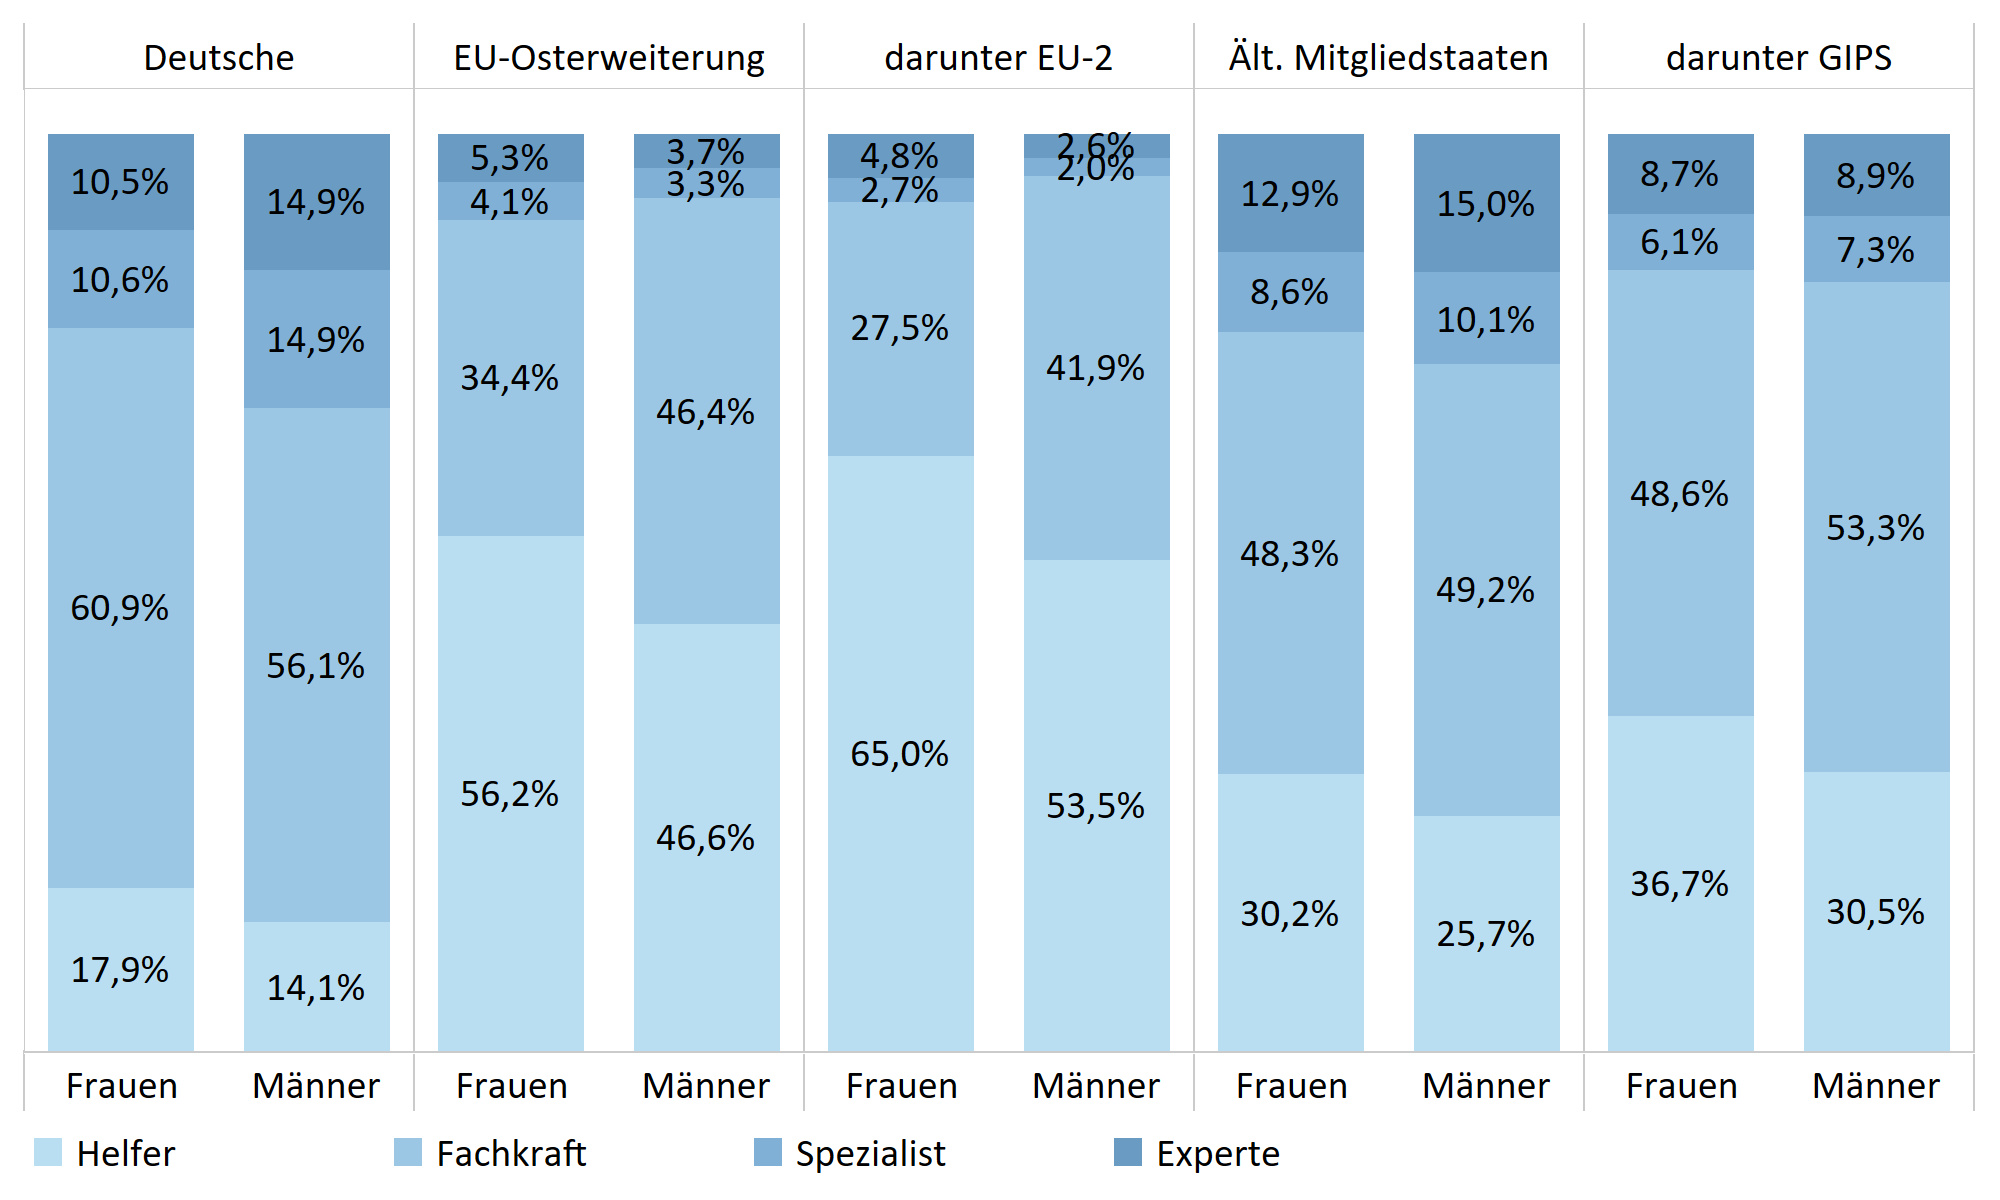 Deutsche EU-Osterweiterung darunter EU-2 Ält. Mitgliedstaaten darunter GIPS
10,5% 14,9% 5,3% 3,7% 4,8% 2,6% 12,9% 15,0% 8,7% 8,9%
10,6% 14,9% 4,1% 3,3% 2,7% 2,0% 8,6% 10,1% 6,1% 7,3%
60,9% 56,1% 34,4% 46,4% 27,5% 41,9% 48,3% 49,2% 48,6% 53,3%
17,9% 14,1% 56,2% 46,6% 65,0% 53,5% 30,2% 25,7% 36,7% 30,5%
Frauen Männer Frauen Männer Frauen Männer Frauen Männer Frauen Männer
Helfer Fachkraft Spezialist Experte